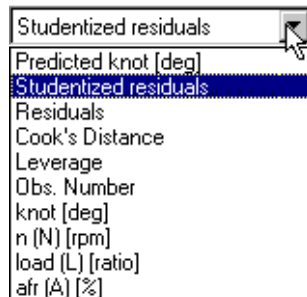 Studentized residuals
Predicted knot [deg]
Studentized residuals
Residuals
Cook's Distance
Leverage
Obs. Number
knot [deg]
n (N) [rpm]
load (L) [ratio]
afr (A) [%]